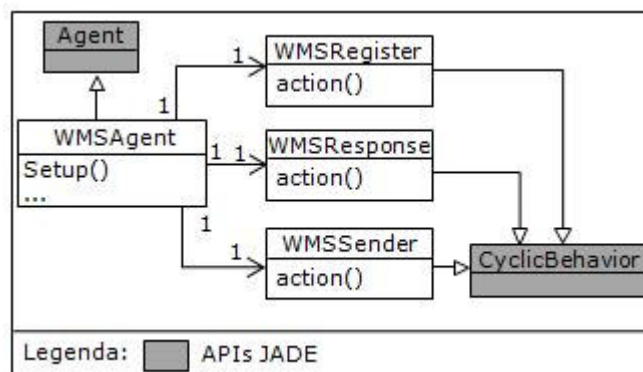 Agent
WMSAgent
Setup()
...
1
1
WMSRegister
action()
1
1
WMSResponse
action()
1
1
WMSSender
action()
CyclicBehavior
Legenda: APIs JADE